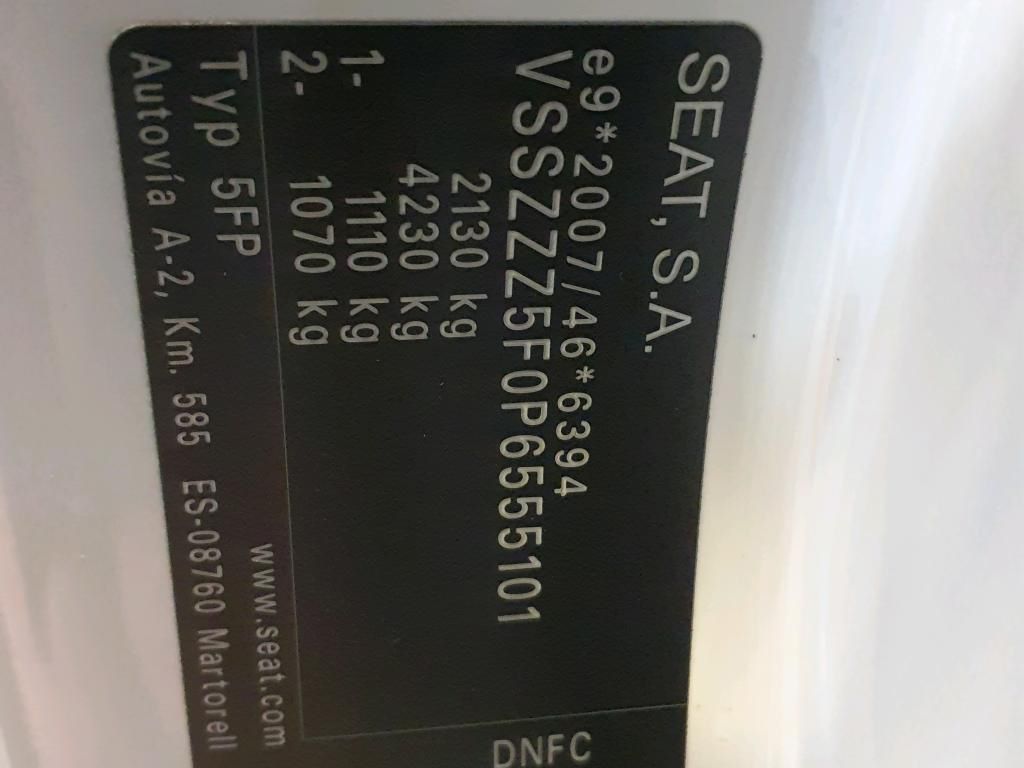 SEAT, S.A.
e9*2007/46*6394
VSSZZZ5F0P6555101
2130 kg
4230 kg
1- 1110 kg
2- 1070 kg
DNFC
Typ 5FP www.seat.com
Autovía A-2, Km. 585 ES-08760 Martorell